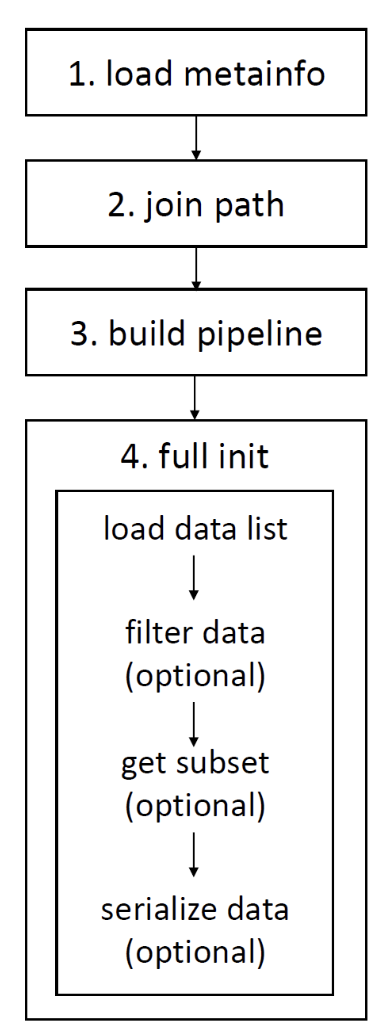 1. load metainfo
2. join path
3. build pipeline
4. full init
load data list
filter data
(optional)
get subset
(optional)
serialize data
(optional)